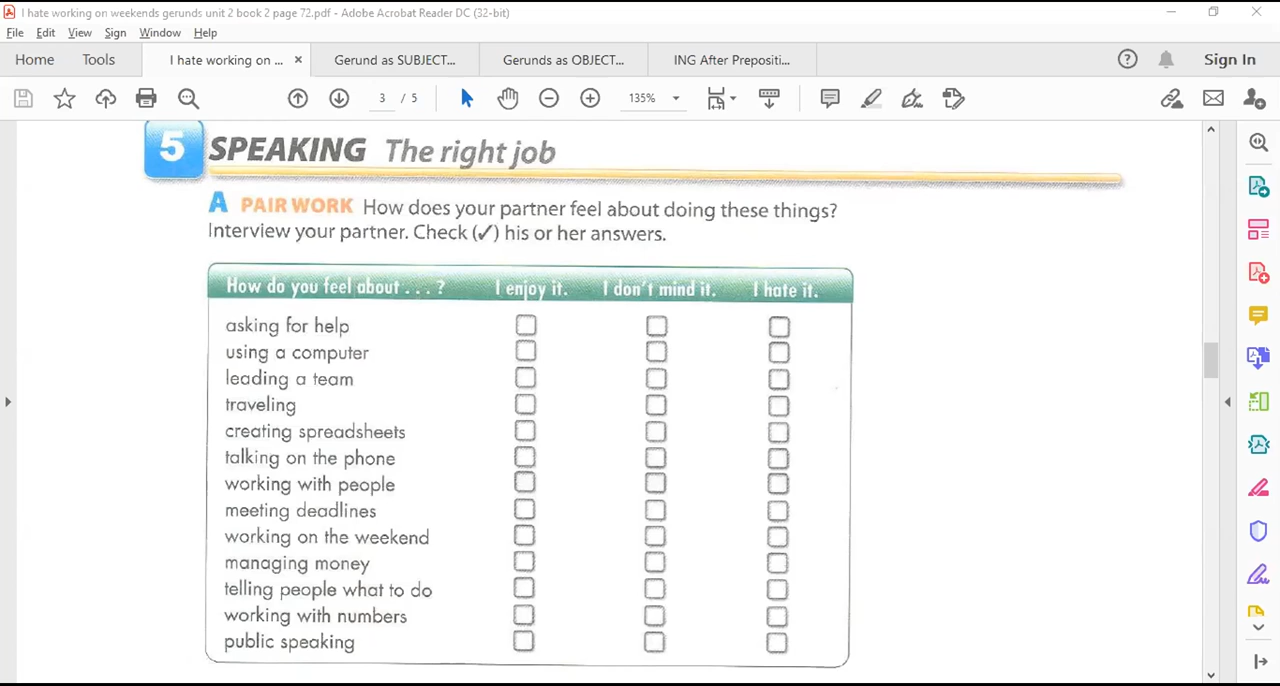 I hate working on weekends gerunds unit 2 book 2 page 72.pdf - Adobe Acrobat Reader DC (32-bit)
File Edit View Sign Window Help
Home Tools I hate working on ... × Gerund as SUBJECT... Gerunds as OBJECT... ING After Prepositi... Sign In
3 / 5 135%
5 SPEAKING The right job
A PAIR WORK How does your partner feel about doing these things?
Interview your partner. Check (✓) his or her answers.
How do you feel about . . . ? I enjoy it. I don't mind it. I hate it.
asking for help
using a computer
leading a team
traveling
creating spreadsheets
talking on the phone
working with people
meeting deadlines
working on the weekend
managing money
telling people what to do
working with numbers
public speaking